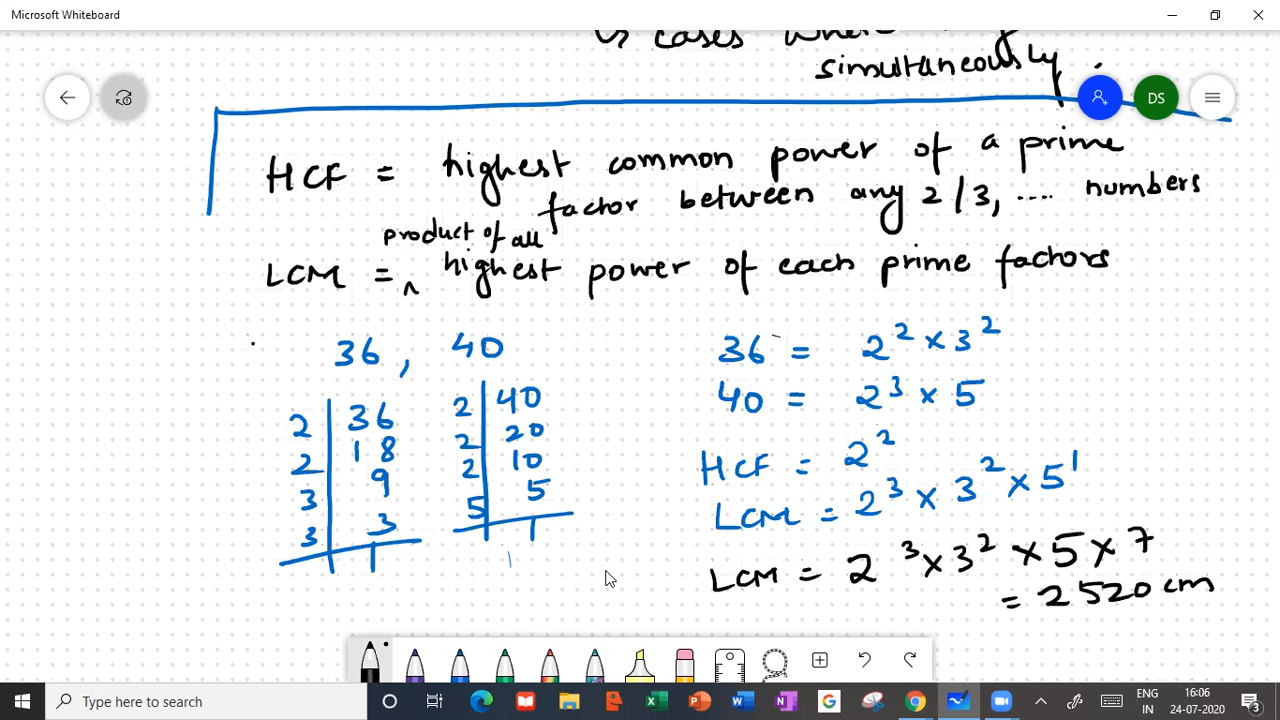 Microsoft Whiteboard
↳ cases where
simultaneously.
DS
HCF = highest common power of a prime
factor between any 2/3, .... numbers
product of all
LCM = ^ highest power of each prime factors
36, 40
2 | 36
2 | 18
3 | 9
3 | 3
1
2 | 40
2 | 20
2 | 10
5 | 5
1
36 = 2² × 3²
40 = 2³ × 5
HCF = 2²
LCM = 2³ × 3² × 5¹
LCM = 2³ × 3² × 5 × 7
= 2520 cm
Type here to search
ENG
IN
16:06
24-07-2020
3